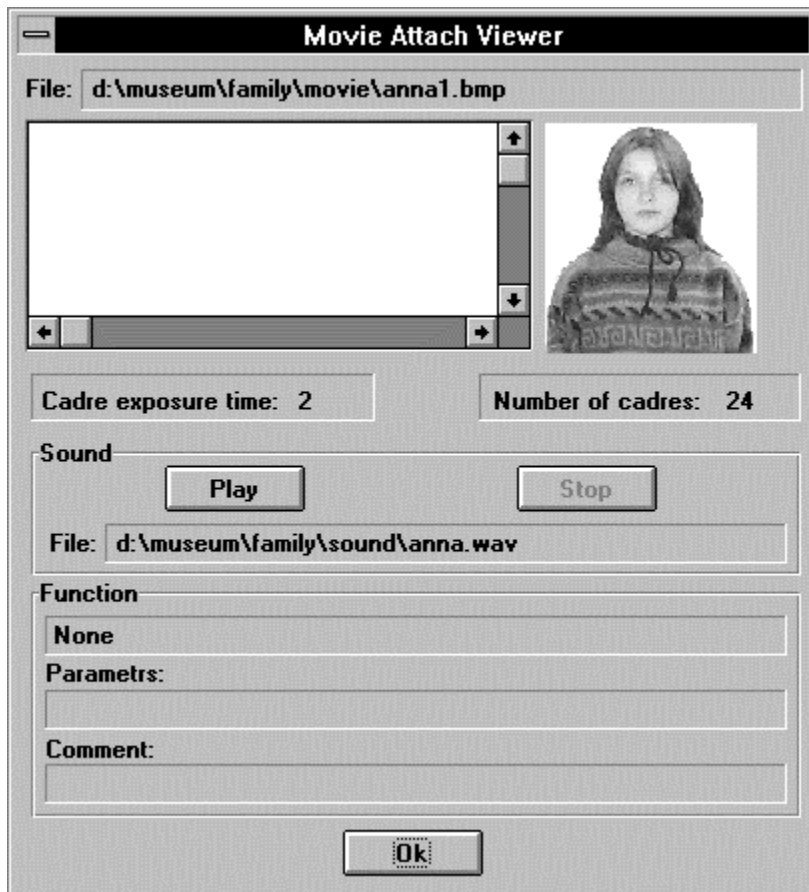 Movie Attach Viewer
File: d:\museum\family\movie\anna1.bmp
Cadre exposure time: 2
Number of cadres: 24
Sound
Play
Stop
File: d:\museum\family\sound\anna.wav
Function
None
Parametrs:
Comment:
Ok